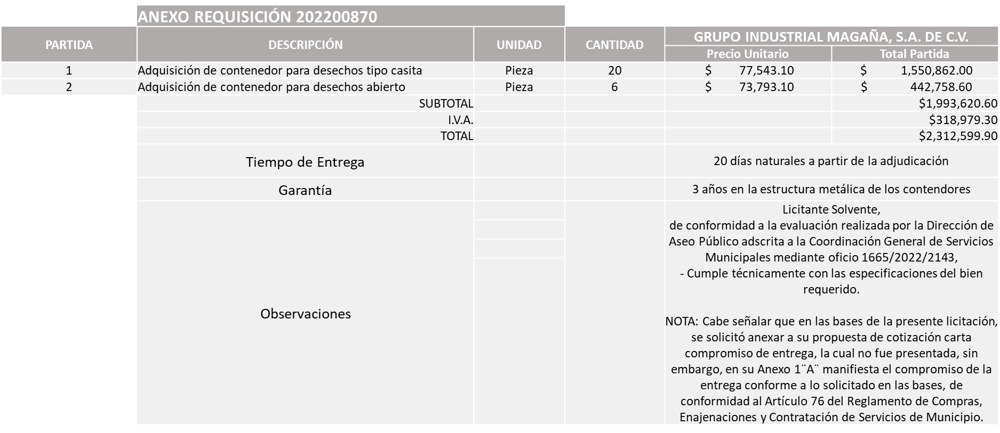 ANEXO REQUISICIÓN 202200870
PARTIDA DESCRIPCIÓN UNIDAD CANTIDAD GRUPO INDUSTRIAL MAGAÑA, S.A. DE C.V.
Precio Unitario Total Partida
1 Adquisición de contenedor para desechos tipo casita Pieza 20 $ 77,543.10 $ 1,550,862.00
2 Adquisición de contenedor para desechos abierto Pieza 6 $ 73,793.10 $ 442,758.60
SUBTOTAL $1,993,620.60
I.V.A. $318,979.30
TOTAL $2,312,599.90
Tiempo de Entrega 20 días naturales a partir de la adjudicación
Garantía 3 años en la estructura metálica de los contendores
Observaciones
Licitante Solvente,
de conformidad a la evaluación realizada por la Dirección de
Aseo Público adscrita a la Coordinación General de Servicios
Municipales mediante oficio 1665/2022/2143,
- Cumple técnicamente con las especificaciones del bien
requerido.
NOTA: Cabe señalar que en las bases de la presente licitación,
se solicitó anexar a su propuesta de cotización carta
compromiso de entrega, la cual no fue presentada, sin
embargo, en su Anexo 1¨A¨ manifiesta el compromiso de la
entrega conforme a lo solicitado en las bases, de
conformidad al Artículo 76 del Reglamento de Compras,
Enajenaciones y Contratación de Servicios de Municipio.